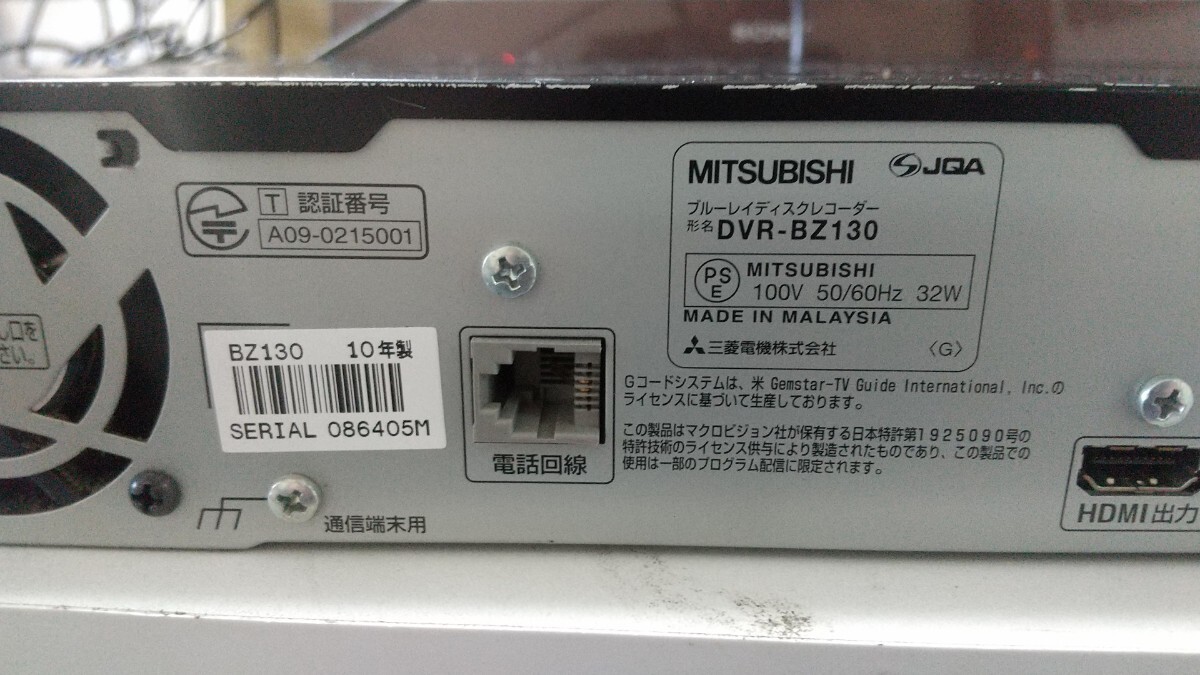 T 認証番号
A09-0215001
し口を
さい。
BZ130 10年製
SERIAL 086405M
通信端末用
電話回線
MITSUBISHI JQA
ブルーレイディスクレコーダー
形名 DVR-BZ130
PS E MITSUBISHI
100V 50/60Hz 32W
MADE IN MALAYSIA
三菱電機株式会社 〈G〉
Gコードシステムは、米 Gemstar-TV Guide International, Inc.の
ライセンスに基づいて生産しております。
この製品はマクロビジョン社が保有する日本特許第1925090号の
特許技術のライセンス供与により製造されたものであり、この製品での
使用は一部のプログラム配信に限定されます。
HDMI出力